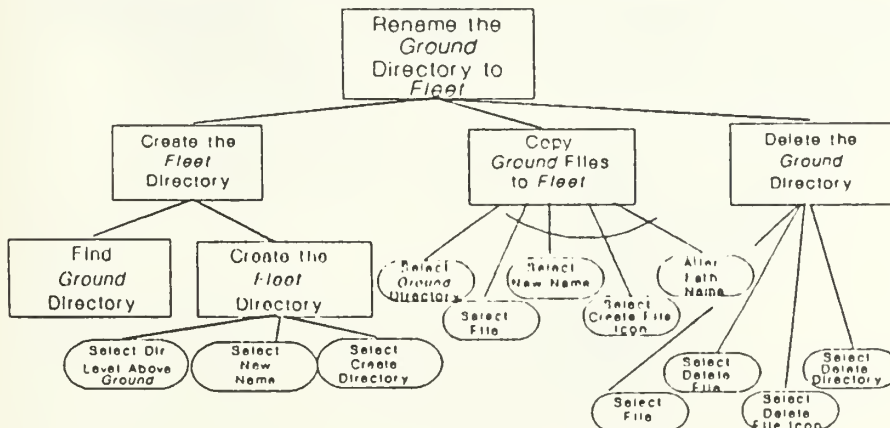 Rename the
Ground
Directory to
Fleet
Create the
Fleet
Directory
Copy
Ground Files
to Fleet
Delete the
Ground
Directory
Find
Ground
Directory
Create the
Fleet
Directory
Select
Ground
Directory
Select
File
Select
New Name
Select
Create File
Icon
Alter
Path
Name
Select Dir
Level Above
Ground
Select
New
Name
Select
Create
Directory
Select
File
Select
Delete
File
Select
Delete
File Icon
Select
Delete
Directory